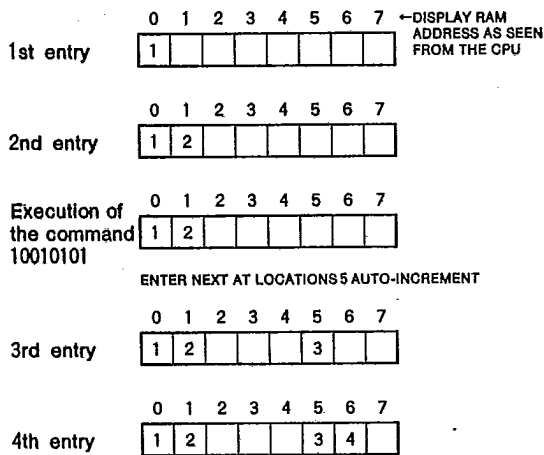 0 1 2 3 4 5 6 7 ←DISPLAY RAM
ADDRESS AS SEEN
FROM THE CPU
1st entry 1
0 1 2 3 4 5 6 7
2nd entry 1 2
0 1 2 3 4 5 6 7
Execution of
the command 1 2
10010101
ENTER NEXT AT LOCATIONS 5 AUTO-INCREMENT
0 1 2 3 4 5 6 7
3rd entry 1 2 3
0 1 2 3 4 5 6 7
4th entry 1 2 3 4